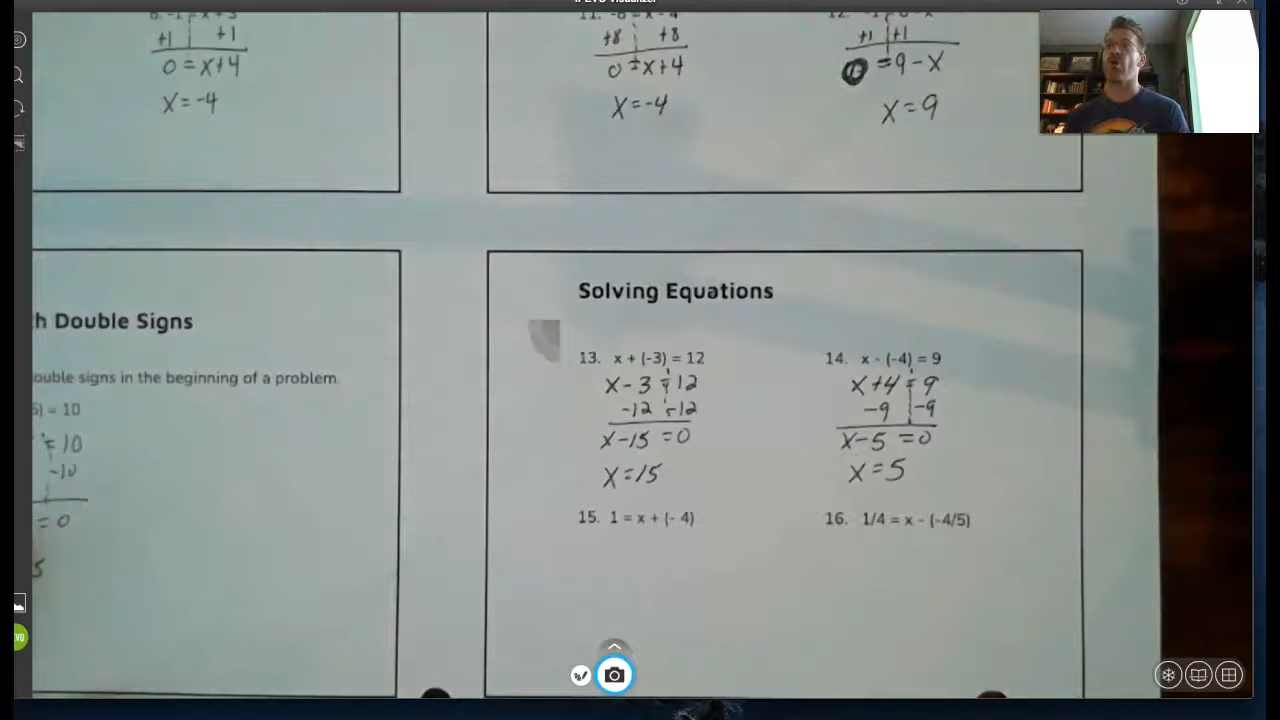 +1 +1
0 = x+4
x = -4
+8 +8
0 = x+4
x = -4
+1 +1
0 = 9 - x
x = 9
h Double Signs
ouble signs in the beginning of a problem
5) = 10
= 10
-10
= 0
5
Solving Equations
13. x + (-3) = 12
x - 3 = 12
-12 -12
x - 15 = 0
x = 15
14. x - (-4) = 9
x + 4 = 9
-9 -9
x - 5 = 0
x = 5
15. 1 = x + (- 4)
16. 1/4 = x - (-4/5)